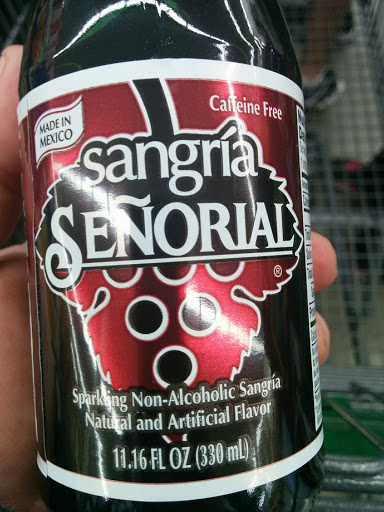 Caffeine Free
MADE IN
MEXICO
sangría
SEÑORIAL
®
Sparkling Non-Alcoholic Sangría
Natural and Artificial Flavor
11.16 FL OZ (330 mL)